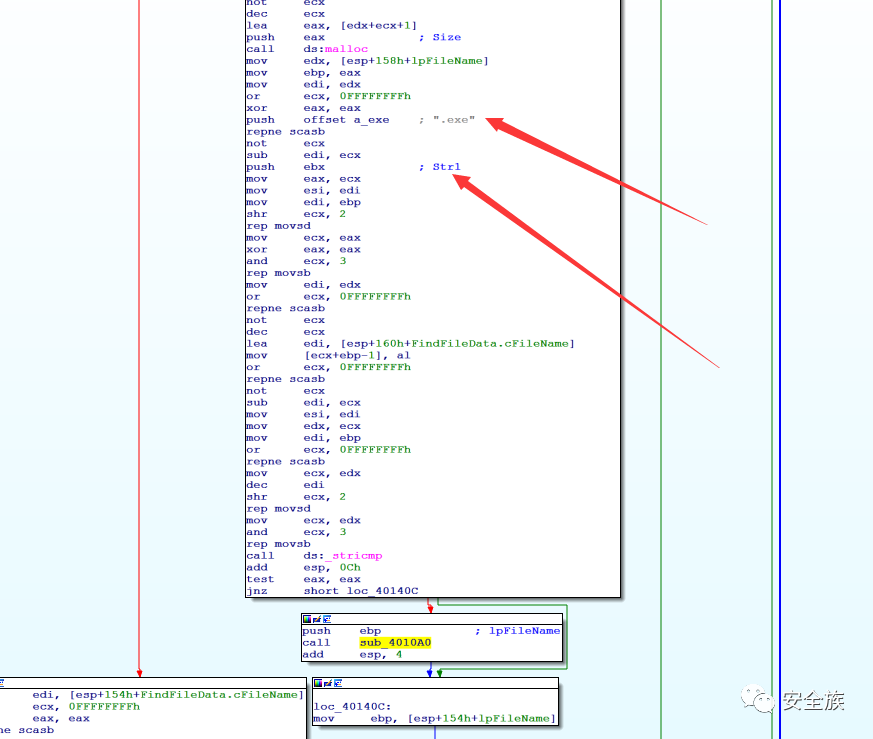 not ecx
dec ecx
lea eax, [edx+ecx+1]
push eax ; Size
call ds:malloc
mov edx, [esp+158h+lpFileName]
mov ebp, eax
mov edi, edx
or ecx, 0FFFFFFFFh
xor eax, eax
push offset a_exe ; ".exe"
repne scasb
not ecx
sub edi, ecx
push ebx ; Str1
mov eax, ecx
mov esi, edi
mov edi, ebp
shr ecx, 2
rep movsd
mov ecx, eax
xor eax, eax
and ecx, 3
rep movsb
mov edi, edx
or ecx, 0FFFFFFFFh
repne scasb
not ecx
dec ecx
lea edi, [esp+160h+FindFileData.cFileName]
mov [ecx+ebp-1], al
or ecx, 0FFFFFFFFh
repne scasb
not ecx
sub edi, ecx
mov esi, edi
mov edx, ecx
mov edi, ebp
or ecx, 0FFFFFFFFh
repne scasb
mov ecx, edx
dec edi
shr ecx, 2
rep movsd
mov ecx, edx
and ecx, 3
rep movsb
call ds:_stricmp
add esp, 0Ch
test eax, eax
jnz short loc_40140C
push ebp ; lpFileName
call sub_4010A0
add esp, 4
edi, [esp+154h+FindFileData.cFileName]
ecx, 0FFFFFFFFh
eax, eax
ne scasb
loc_40140C:
mov ebp, [esp+154h+lpFileName]
安全族